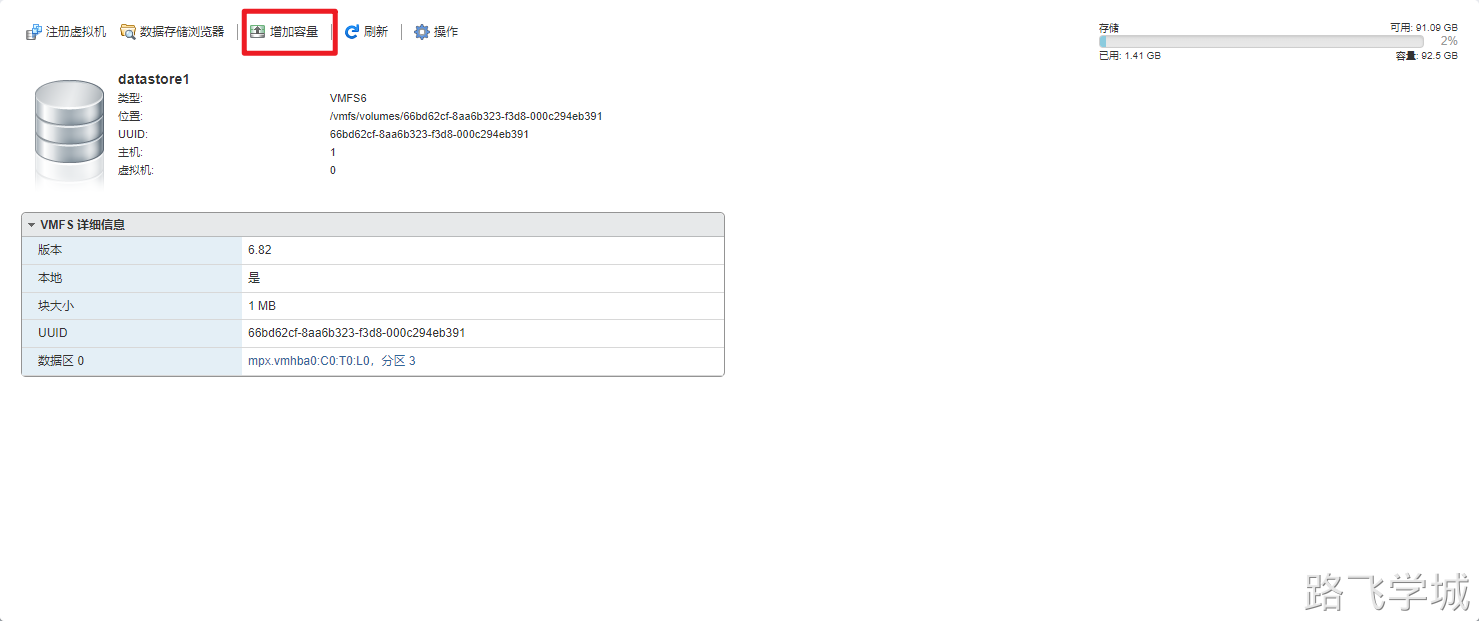 注册虚拟机 数据存储浏览器 增加容量 刷新 操作
存储 可用: 91.09 GB
2%
已用: 1.41 GB 容量: 92.5 GB
datastore1
类型: VMFS6
位置: /vmfs/volumes/66bd62cf-8aa6b323-f3d8-000c294eb391
UUID: 66bd62cf-8aa6b323-f3d8-000c294eb391
主机: 1
虚拟机: 0
VMFS 详细信息
版本 6.82
本地 是
块大小 1 MB
UUID 66bd62cf-8aa6b323-f3d8-000c294eb391
数据区 0 mpx.vmhba0:C0:T0:L0，分区 3
路飞学城